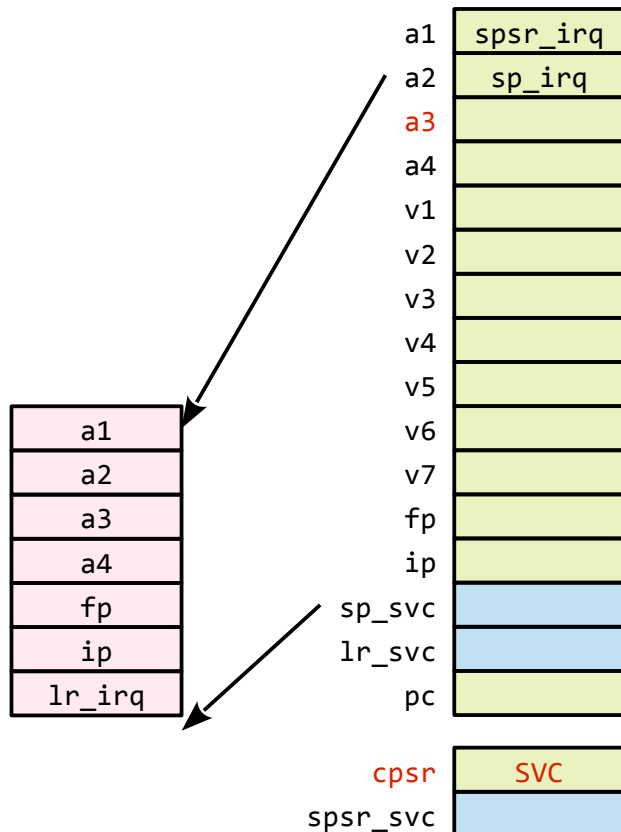 a1 spsr_irq
a2 sp_irq
a3
a4
v1
v2
v3
v4
v5
v6
v7
fp
ip
sp_svc
lr_svc
pc
cpsr SVC
spsr_svc
a1
a2
a3
a4
fp
ip
lr_irq